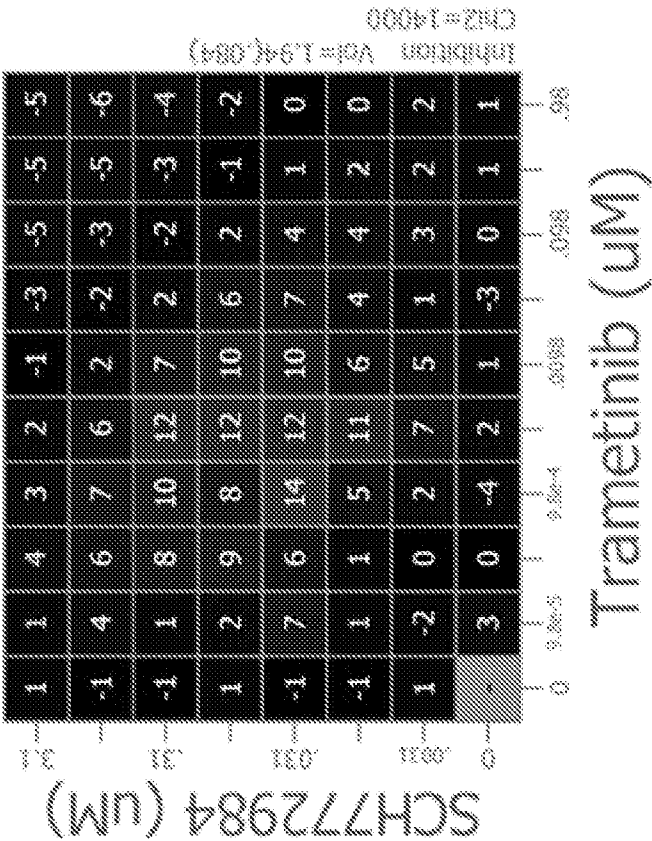 SCH772984 (uM)
3.1 1 1 4 3 2 -1 -3 -5 -5 -5
-1 4 6 7 6 2 -2 -3 -5 -6
.31 -1 1 8 10 12 7 2 -2 -3 -4
1 2 9 8 12 10 6 2 -1 -2
.031 -1 7 6 14 12 10 7 4 1 0
-1 1 1 5 11 6 4 4 2 0
.0031 1 -2 0 2 7 5 1 3 2 2
0 - 3 0 -4 2 1 -3 0 1 1
0 9.8e-5 9.8e-4 .0098 .098 .98
Trametinib (uM)
Inhibition Vol=1.94(.084)
Chi2=14000